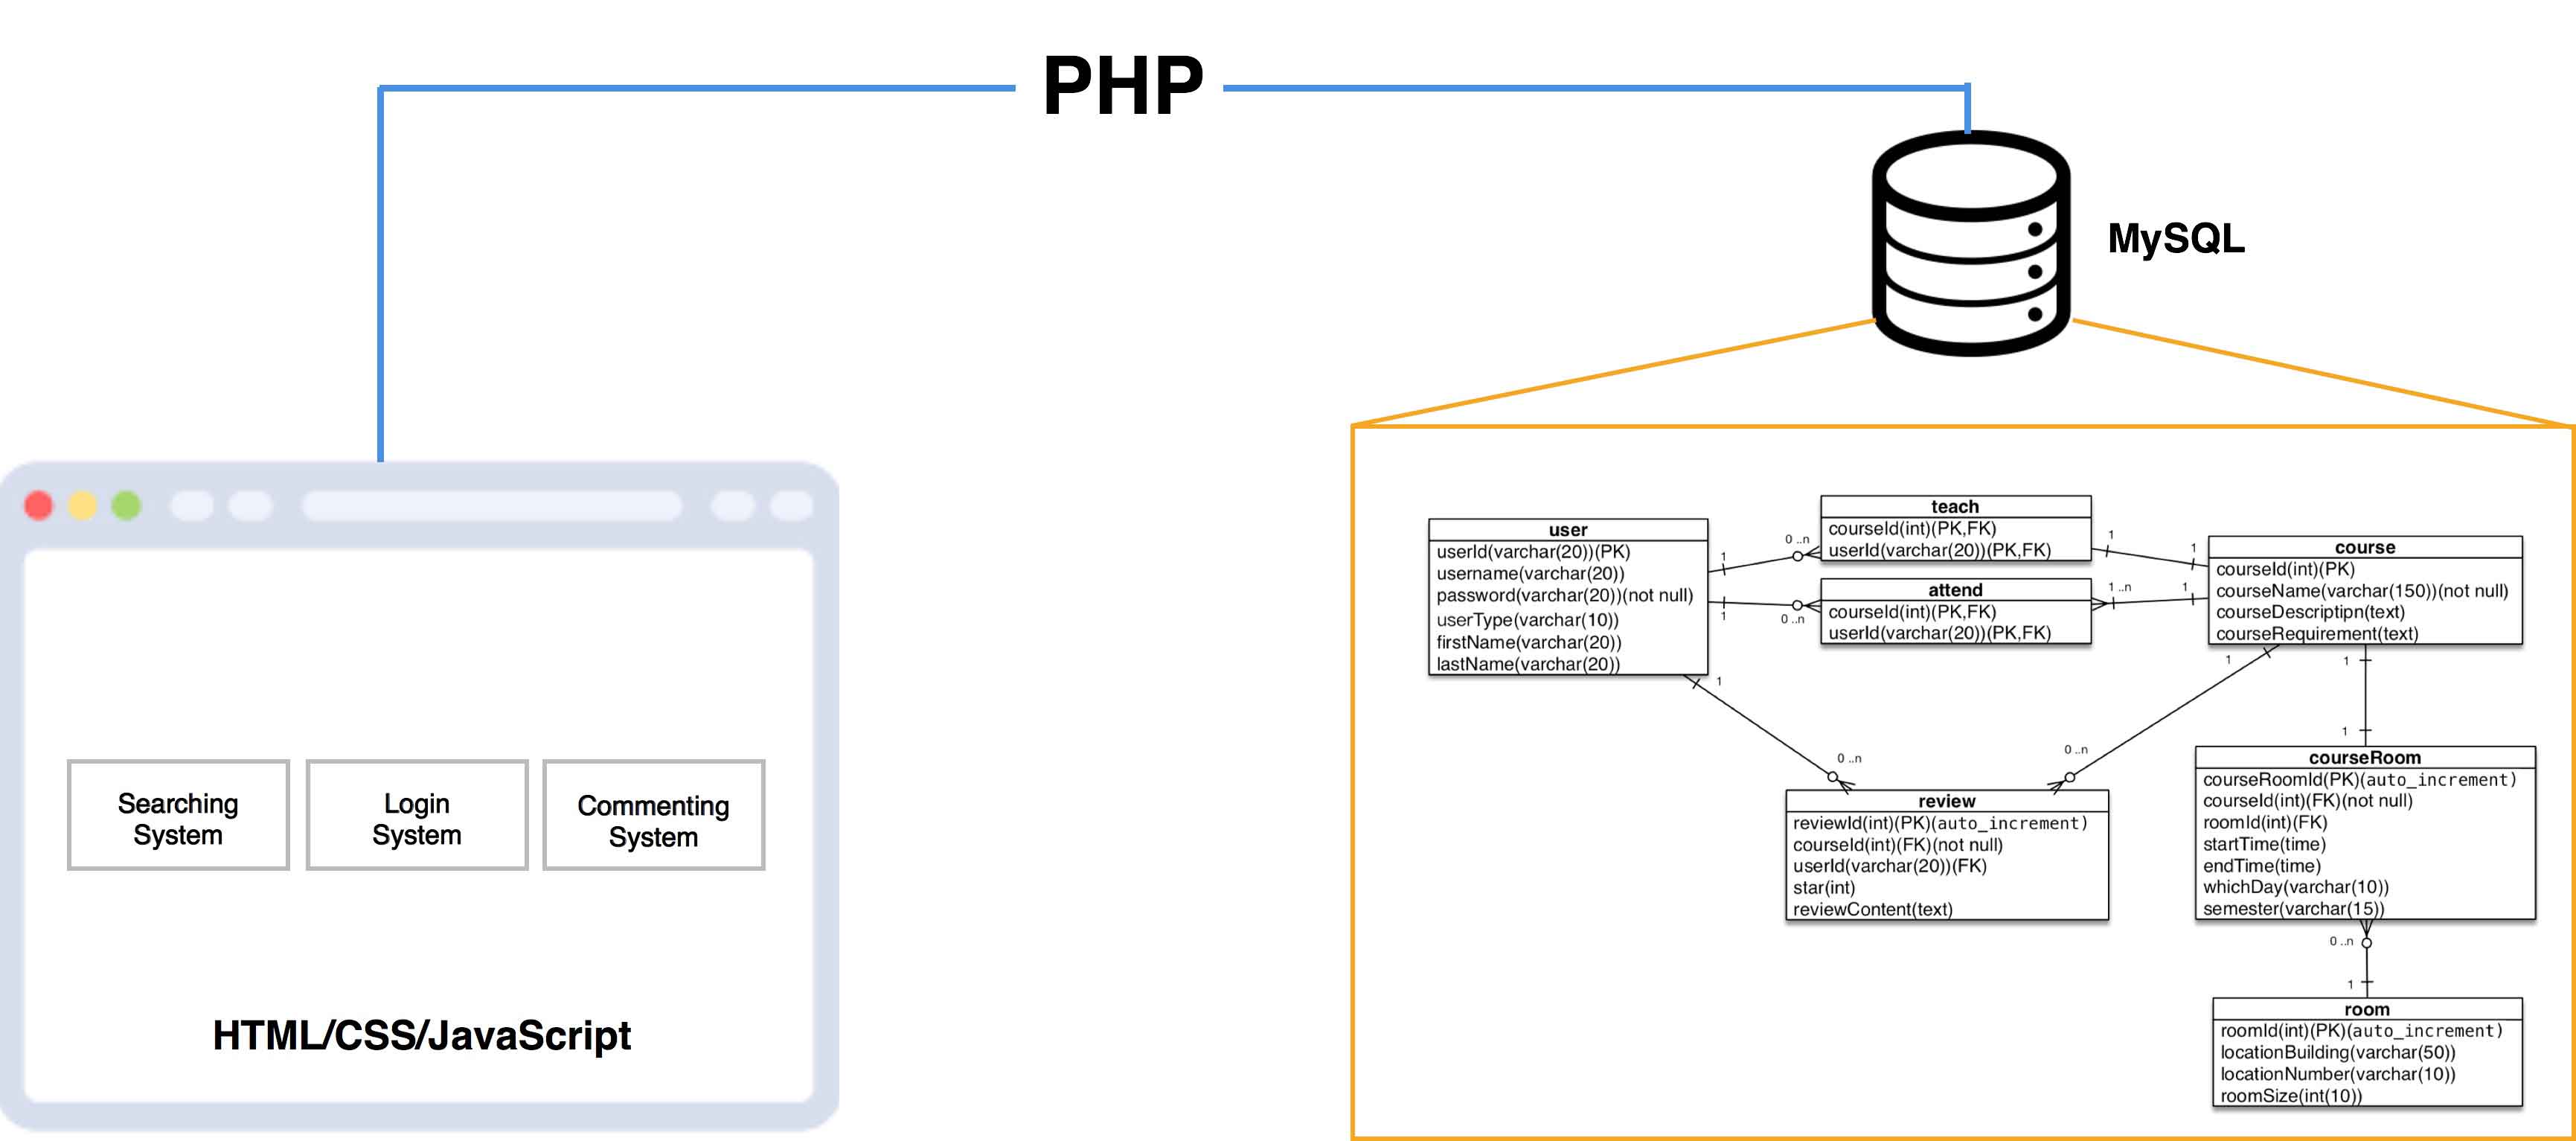 PHP
MySQL
Searching
System
Login
System
Commenting
System
HTML/CSS/JavaScript
user
userId(varchar(20))(PK)
username(varchar(20))
password(varchar(20))(not null)
userType(varchar(10))
firstName(varchar(20))
lastName(varchar(20))
1
0 ..n
1
0 ..n
teach
courseId(int)(PK,FK)
userId(varchar(20))(PK,FK)
attend
courseId(int)(PK,FK)
userId(varchar(20))(PK,FK)
1
1
1 ..n
1
course
courseId(int)(PK)
courseName(varchar(150))(not null)
courseDescriptipn(text)
courseRequirement(text)
1
0 ..n
1
0 ..n
1
1
review
reviewId(int)(PK)(auto_increment)
courseId(int)(FK)(not null)
userId(varchar(20))(FK)
star(int)
reviewContent(text)
courseRoom
courseRoomId(PK)(auto_increment)
courseId(int)(FK)(not null)
roomId(int)(FK)
startTime(time)
endTime(time)
whichDay(varchar(10))
semester(varchar(15))
0 ..n
1
room
roomId(int)(PK)(auto_increment)
locationBuilding(varchar(50))
locationNumber(varchar(10))
roomSize(int(10))